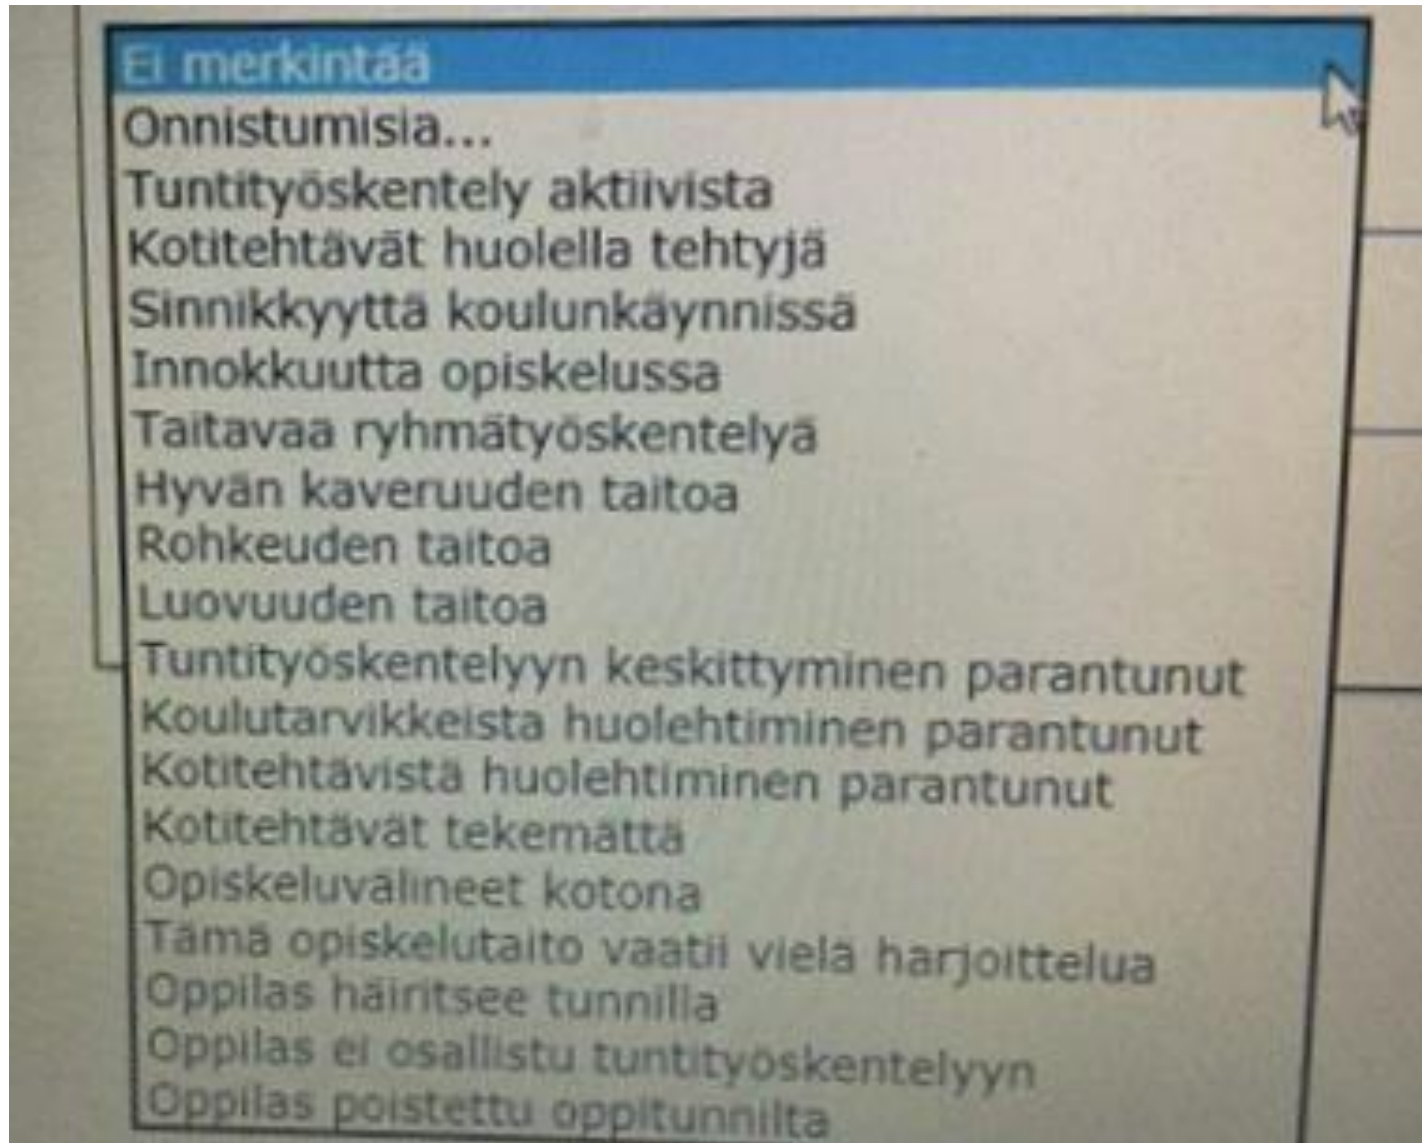 Ei merkintää
Onnistumisia...
Tuntityöskentely aktiivista
Kotitehtävät huolella tehtyjä
Sinnikkyyttä koulunkäynnissä
Innokkuutta opiskelussa
Taitavaa ryhmätyöskentelyä
Hyvän kaveruuden taitoa
Rohkeuden taitoa
Luovuuden taitoa
Tuntityöskentelyyn keskittyminen parantunut
Koulutarvikkeista huolehtiminen parantunut
Kotitehtävistä huolehtiminen parantunut
Kotitehtävät tekemättä
Opiskeluvälineet kotona
Tämä opiskelutaito vaatii vielä harjoittelua
Oppilas häiritsee tunnilla
Oppilas ei osallistu tuntityöskentelyyn
Oppilas poistettu oppitunnilta